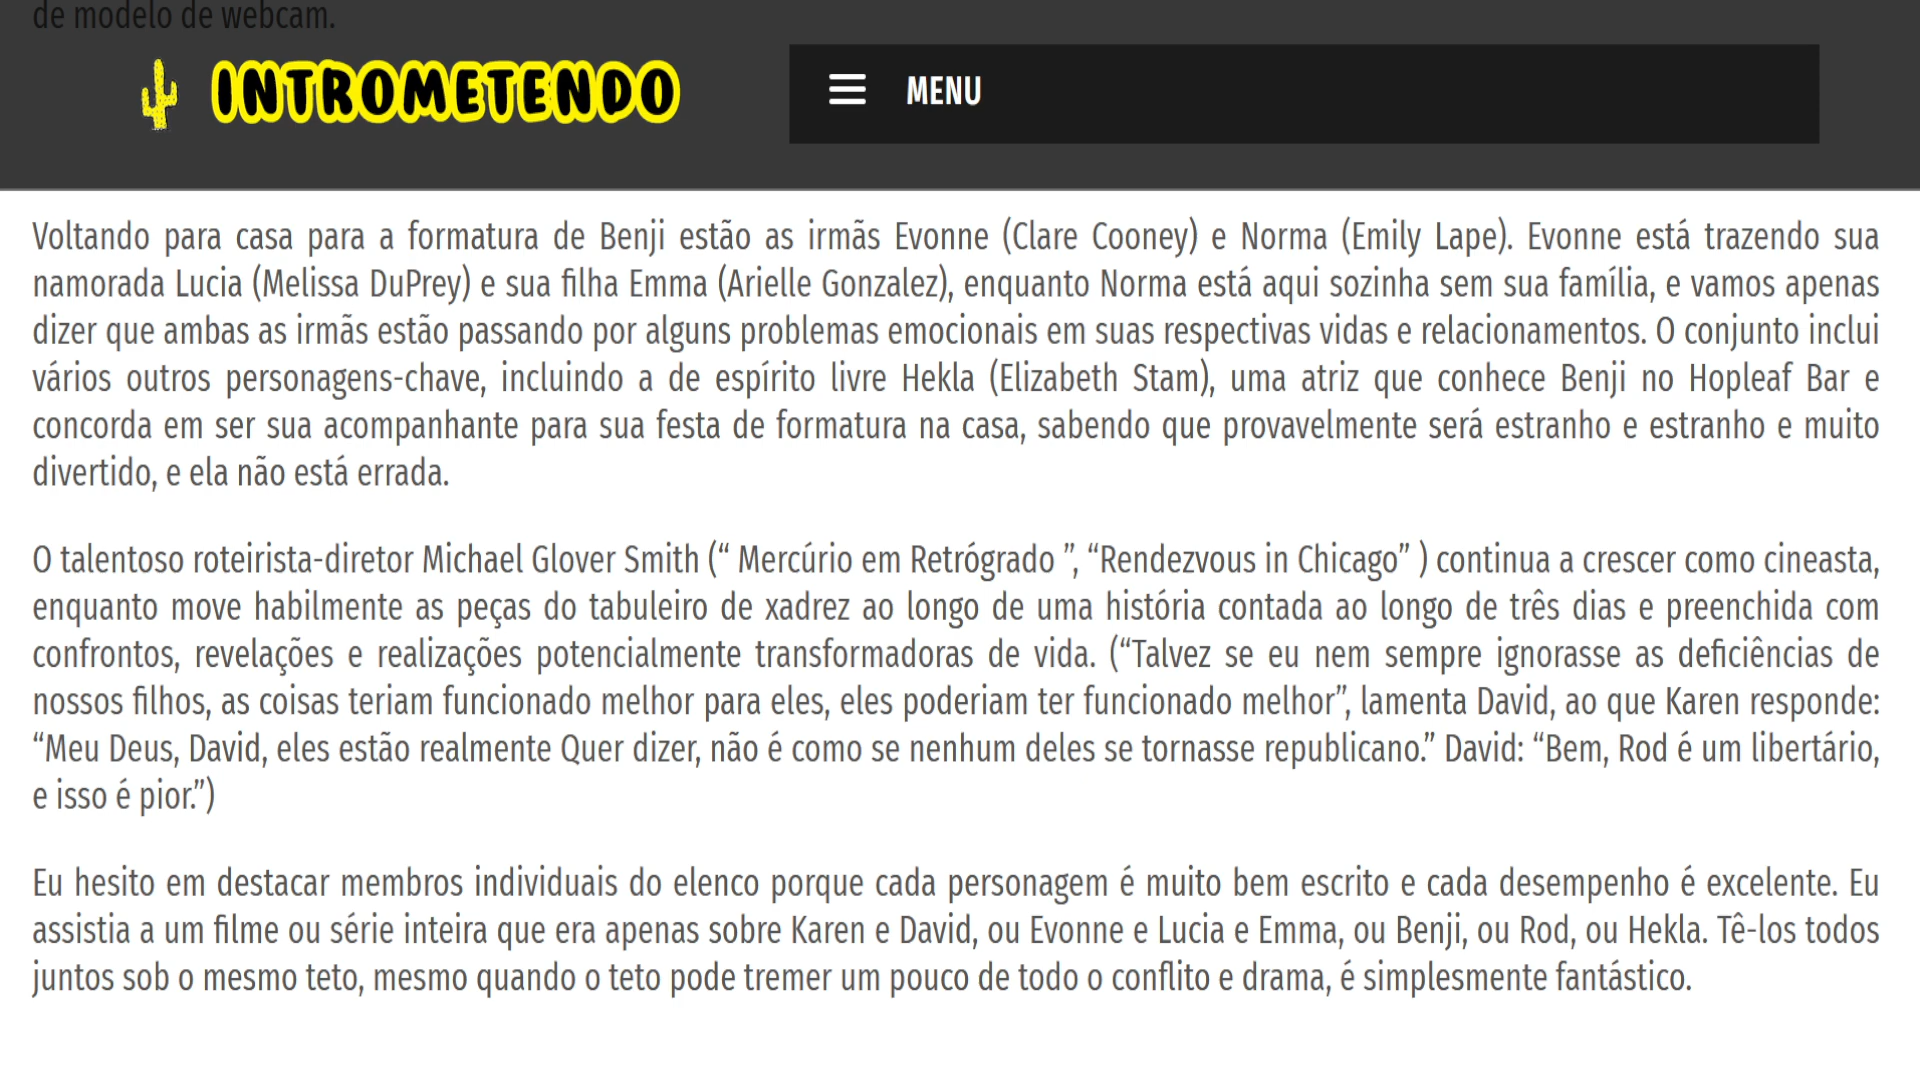 de modelo de webcam.
INTROMETENDO
MENU
Voltando para casa para a formatura de Benji estão as irmãs Evonne (Clare Cooney) e Norma (Emily Lape). Evonne está trazendo sua
namorada Lucia (Melissa DuPrey) e sua filha Emma (Arielle Gonzalez), enquanto Norma está aqui sozinha sem sua família, e vamos apenas
dizer que ambas as irmãs estão passando por alguns problemas emocionais em suas respectivas vidas e relacionamentos. O conjunto inclui
vários outros personagens-chave, incluindo a de espírito livre Hekla (Elizabeth Stam), uma atriz que conhece Benji no Hopleaf Bar e
concorda em ser sua acompanhante para sua festa de formatura na casa, sabendo que provavelmente será estranho e estranho e muito
divertido, e ela não está errada.
O talentoso roteirista-diretor Michael Glover Smith (“ Mercúrio em Retrógrado ”, “Rendezvous in Chicago” ) continua a crescer como cineasta,
enquanto move habilmente as peças do tabuleiro de xadrez ao longo de uma história contada ao longo de três dias e preenchida com
confrontos, revelações e realizações potencialmente transformadoras de vida. (“Talvez se eu nem sempre ignorasse as deficiências de
nossos filhos, as coisas teriam funcionado melhor para eles, eles poderiam ter funcionado melhor”, lamenta David, ao que Karen responde:
“Meu Deus, David, eles estão realmente Quer dizer, não é como se nenhum deles se tornasse republicano.” David: “Bem, Rod é um libertário,
e isso é pior.”)
Eu hesito em destacar membros individuais do elenco porque cada personagem é muito bem escrito e cada desempenho é excelente. Eu
assistia a um filme ou série inteira que era apenas sobre Karen e David, ou Evonne e Lucia e Emma, ou Benji, ou Rod, ou Hekla. Tê-los todos
juntos sob o mesmo teto, mesmo quando o teto pode tremer um pouco de todo o conflito e drama, é simplesmente fantástico.